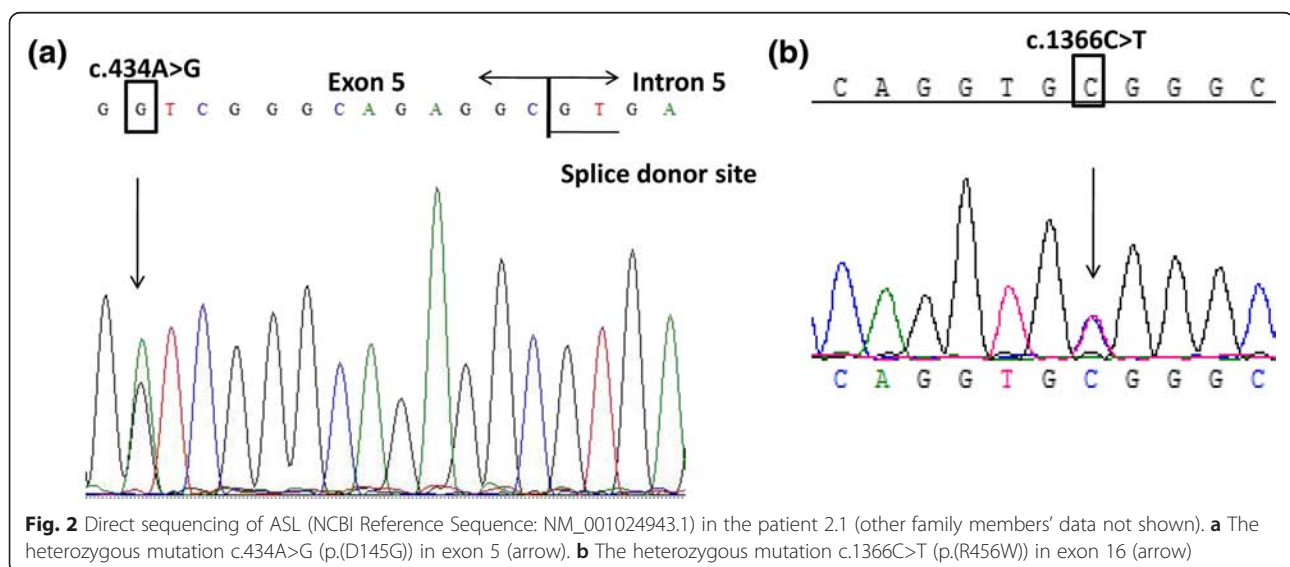 (a)
c.434A>G
Exon 5
Intron 5
G G T C G G G C A G A G G C G T G A
Splice donor site
(b)
c.1366C>T
C A G G T G C G G G C
C A G G T G C G G G C
Fig. 2 Direct sequencing of ASL (NCBI Reference Sequence: NM_001024943.1) in the patient 2.1 (other family members' data not shown). a The
heterozygous mutation c.434A>G (p.(D145G)) in exon 5 (arrow). b The heterozygous mutation c.1366C>T (p.(R456W)) in exon 16 (arrow)